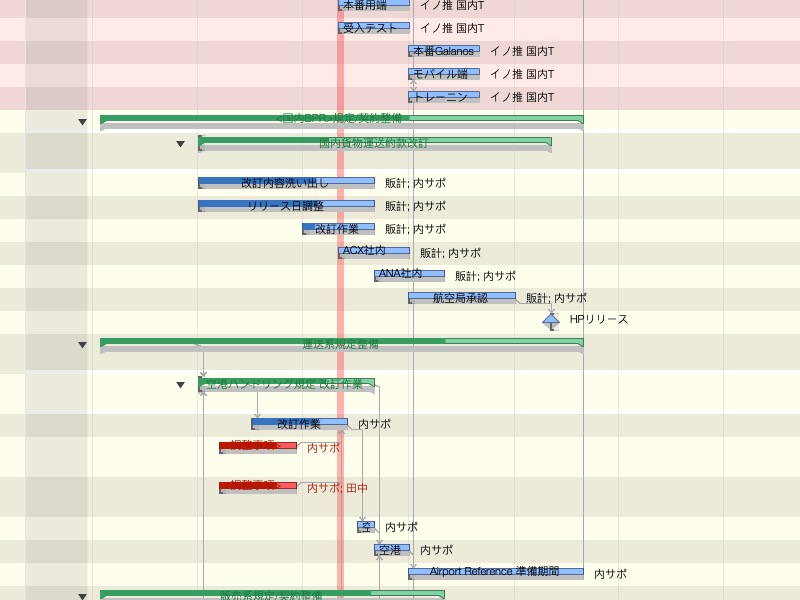 本番用端 イノ推 国内T
受入テスト イノ推 国内T
本番Galanos イノ推 国内T
モバイル端 イノ推 国内T
トレーニン イノ推 国内T
<国内BPR>規定/契約整備
国内貨物運送約款改訂
改訂内容洗い出し 販計; 内サポ
リリース日調整 販計; 内サポ
改訂作業 販計; 内サポ
ACX社内 販計; 内サポ
ANA社内 販計; 内サポ
航空局承認 販計; 内サポ
HPリリース
運送系規定整備
空港ハンドリング規定 改訂作業
改訂作業 内サポ
<調整事項> 内サポ
<調整事項> 内サポ; 田中
空 内サポ
空港 内サポ
Airport Reference 準備期間 内サポ
販売系規定/契約整備